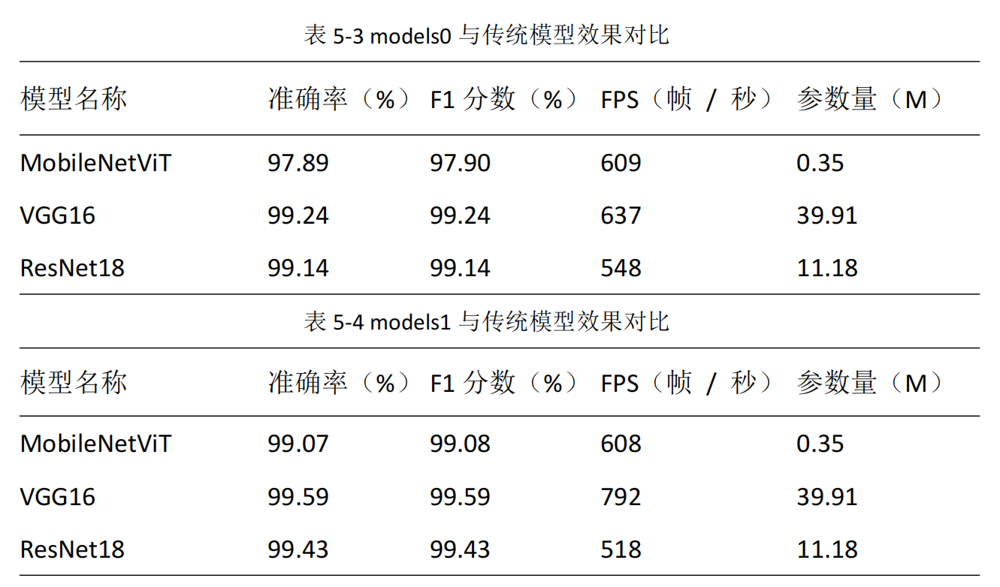 表 5-3 models0 与传统模型效果对比
模型名称 准确率（%） F1 分数（%） FPS（帧 / 秒） 参数量（M）
MobileNetViT 97.89 97.90 609 0.35
VGG16 99.24 99.24 637 39.91
ResNet18 99.14 99.14 548 11.18
表 5-4 models1 与传统模型效果对比
模型名称 准确率（%） F1 分数（%） FPS（帧 / 秒） 参数量（M）
MobileNetViT 99.07 99.08 608 0.35
VGG16 99.59 99.59 792 39.91
ResNet18 99.43 99.43 518 11.18